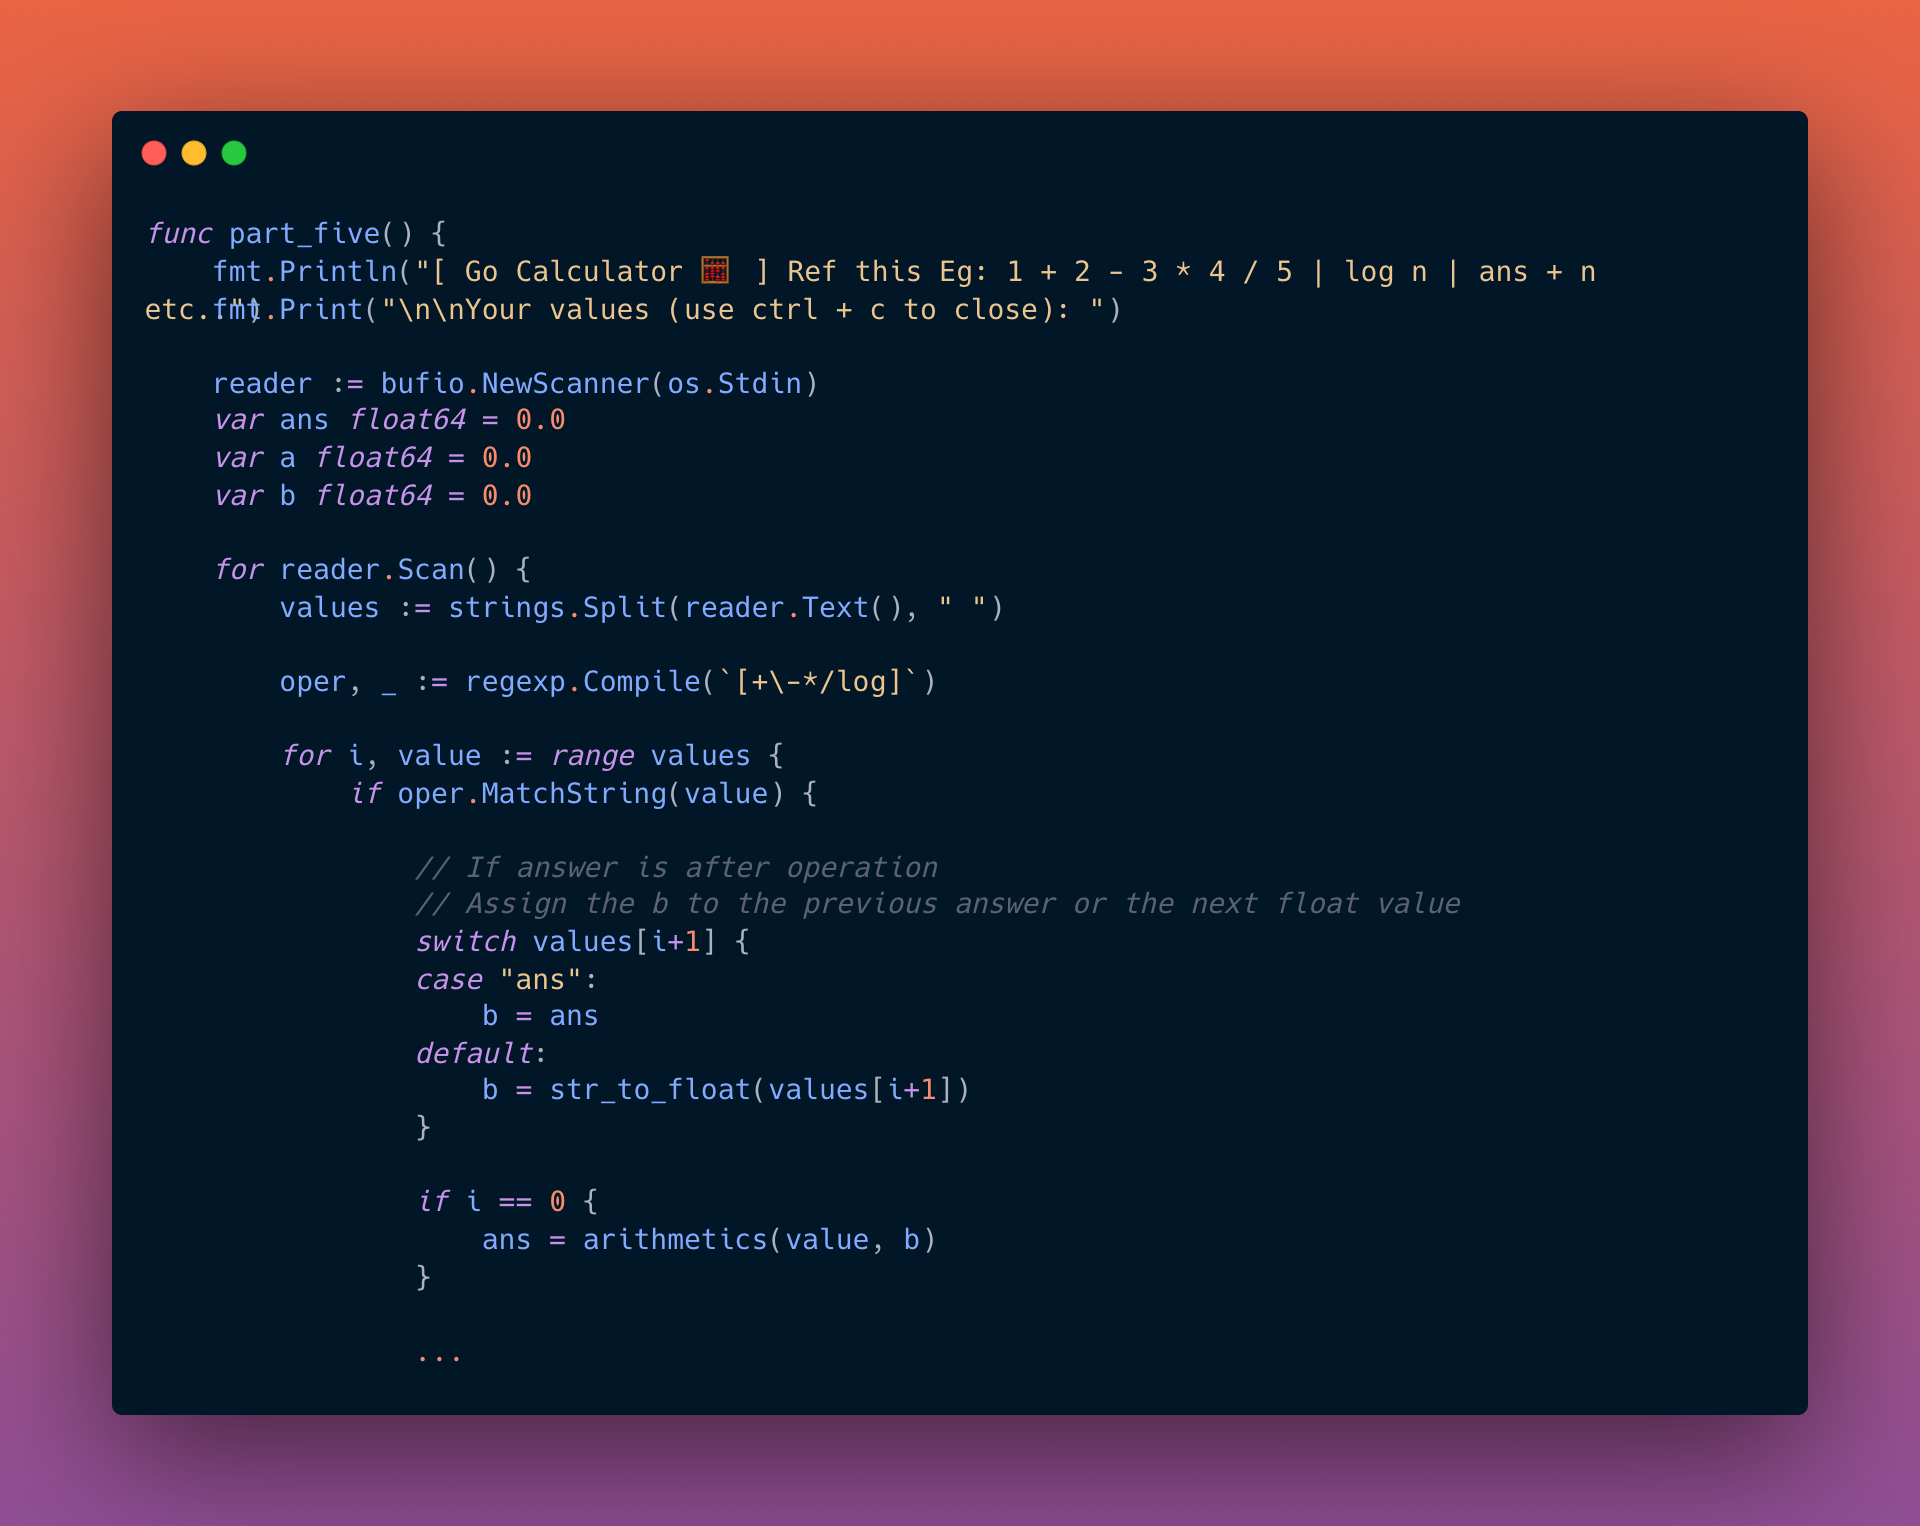 func part_five() {
    fmt.Println("[ Go Calculator 🧮 ] Ref this Eg: 1 + 2 - 3 * 4 / 5 | log n | ans + n
etc..")
    fmt.Print("\n\nYour values (use ctrl + c to close): ")

    reader := bufio.NewScanner(os.Stdin)
    var ans float64 = 0.0
    var a float64 = 0.0
    var b float64 = 0.0

    for reader.Scan() {
        values := strings.Split(reader.Text(), " ")

        oper, _ := regexp.Compile(`[+\-*/log]`)

        for i, value := range values {
            if oper.MatchString(value) {

                // If answer is after operation
                // Assign the b to the previous answer or the next float value
                switch values[i+1] {
                case "ans":
                    b = ans
                default:
                    b = str_to_float(values[i+1])
                }

                if i == 0 {
                    ans = arithmetics(value, b)
                }

                ...